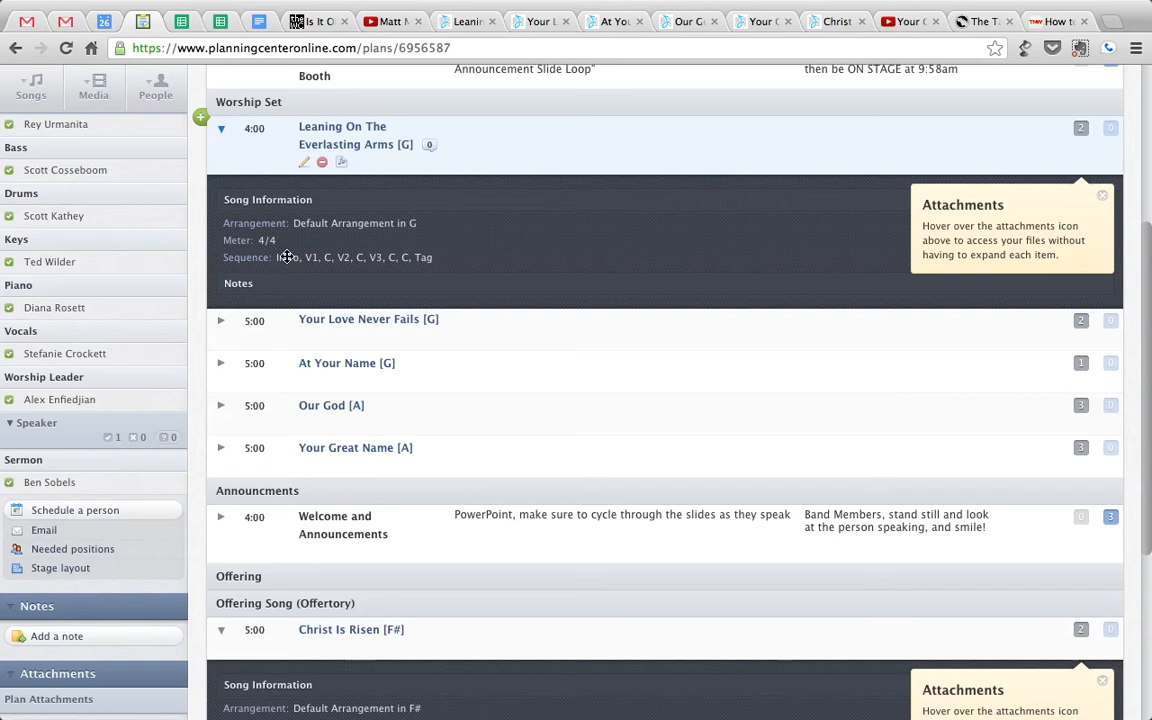 26
Is It O
Matt M
Leanin
Your L
At You
Our G
Your G
Christ
Your G
The T
How to
https://www.planningcenteronline.com/plans/6956587
Songs
Media
People
Rey Urmanita
Bass
Scott Cosseboom
Drums
Scott Kathey
Keys
Ted Wilder
Piano
Diana Rosett
Vocals
Stefanie Crockett
Worship Leader
Alex Enfiedjian
Speaker
1 0 0
Sermon
Ben Sobels
Schedule a person
Email
Needed positions
Stage layout
Notes
Add a note
Attachments
Plan Attachments
Booth
Announcement Slide Loop"
then be ON STAGE at 9:58am
Worship Set
4:00 Leaning On The 2 0
Everlasting Arms [G] 0
Song Information
Arrangement: Default Arrangement in G
Meter: 4/4
Sequence: Intro, V1, C, V2, C, V3, C, C, Tag
Notes
Attachments
Hover over the attachments icon
above to access your files without
having to expand each item.
5:00 Your Love Never Fails [G] 2 0
5:00 At Your Name [G] 1 0
5:00 Our God [A] 3 0
5:00 Your Great Name [A] 3 0
Announcments
4:00 Welcome and PowerPoint, make sure to cycle through the slides as they speak Band Members, stand still and look 0 3
Announcements at the person speaking, and smile!
Offering
Offering Song (Offertory)
5:00 Christ Is Risen [F#] 2 0
Song Information
Arrangement: Default Arrangement in F#
Attachments
Hover over the attachments icon